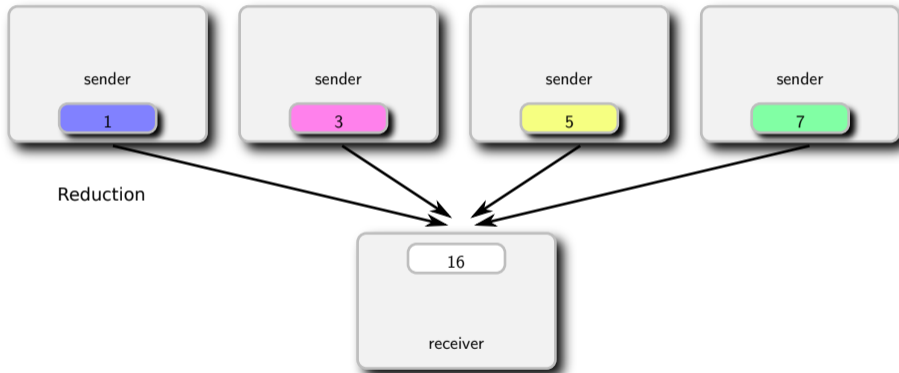 sender
sender
sender
sender
1
3
5
7
Reduction
16
receiver